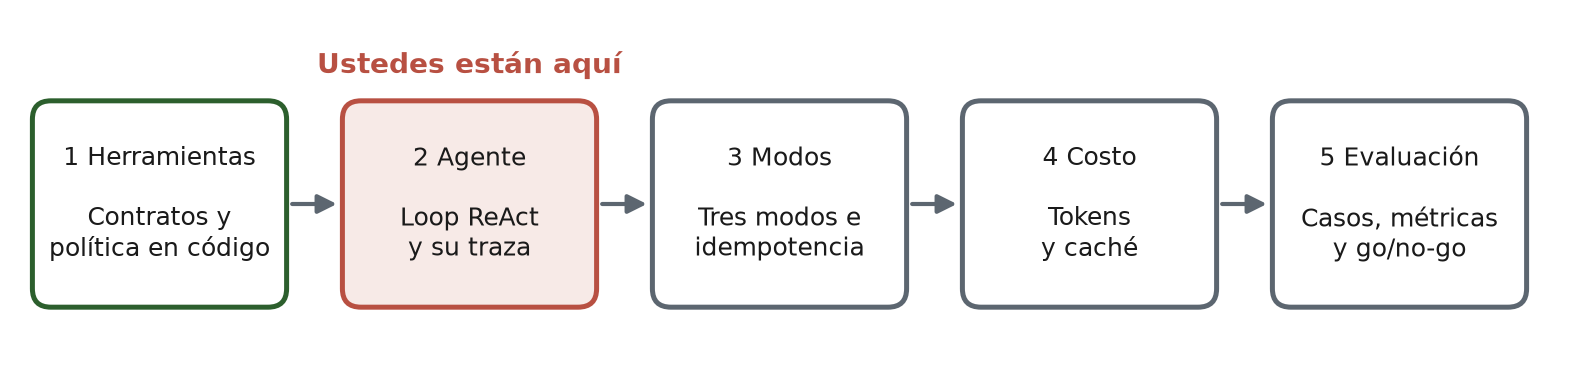 Ustedes están aquí
1 Herramientas
Contratos y
política en código
2 Agente
Loop ReAct
y su traza
3 Modos
Tres modos e
idempotencia
4 Costo
Tokens
y caché
5 Evaluación
Casos, métricas
y go/no-go